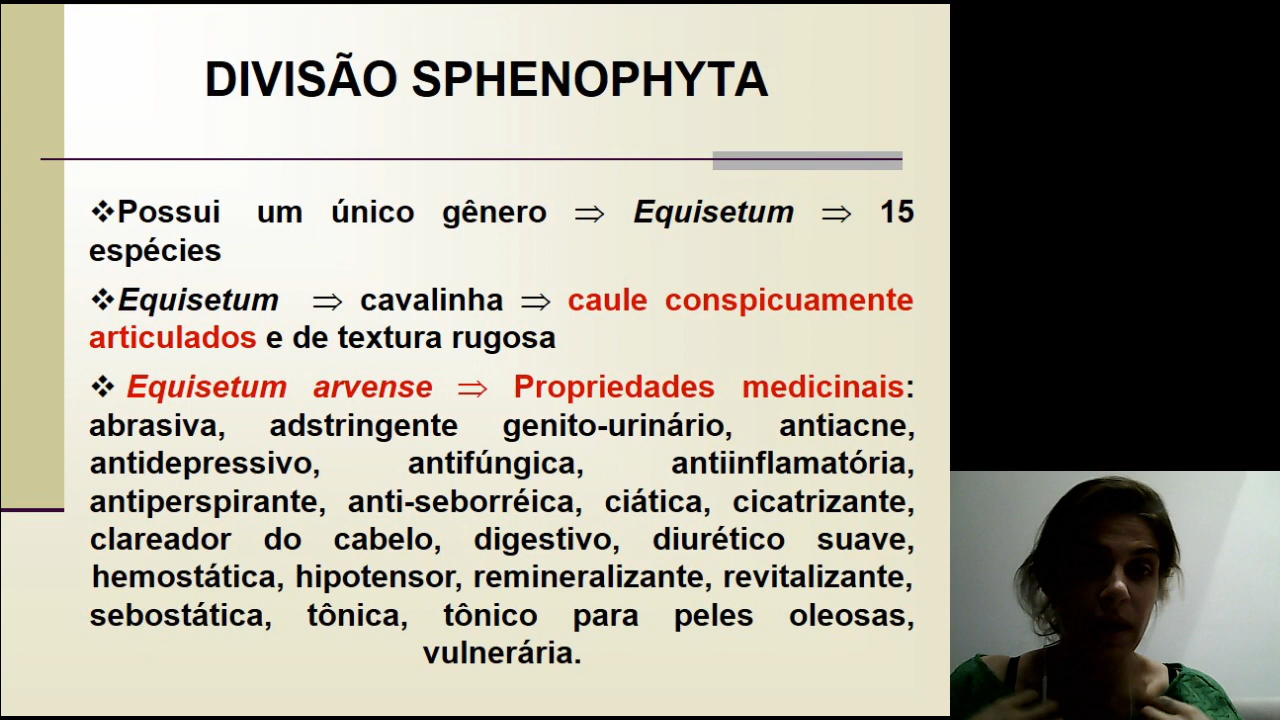 DIVISÃO SPHENOPHYTA
❖Possui um único gênero ⇒ Equisetum ⇒ 15
espécies
❖Equisetum ⇒ cavalinha ⇒ caule conspicuamente
articulados e de textura rugosa
❖ Equisetum arvense ⇒ Propriedades medicinais:
abrasiva, adstringente genito-urinário, antiacne,
antidepressivo, antifúngica, antiinflamatória,
antiperspirante, anti-seborréica, ciática, cicatrizante,
clareador do cabelo, digestivo, diurético suave,
hemostática, hipotensor, remineralizante, revitalizante,
sebostática, tônica, tônico para peles oleosas,
vulnerária.